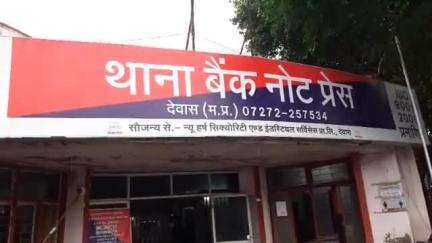 थाना बैंक नोट प्रेस
देवास (म.प्र.) 07272-257534
सौजन्य से.- न्यू हर्ष सिक्योरिटी एण्ड इंडस्ट्रियल सर्विसेस प्रा.लि., देवास